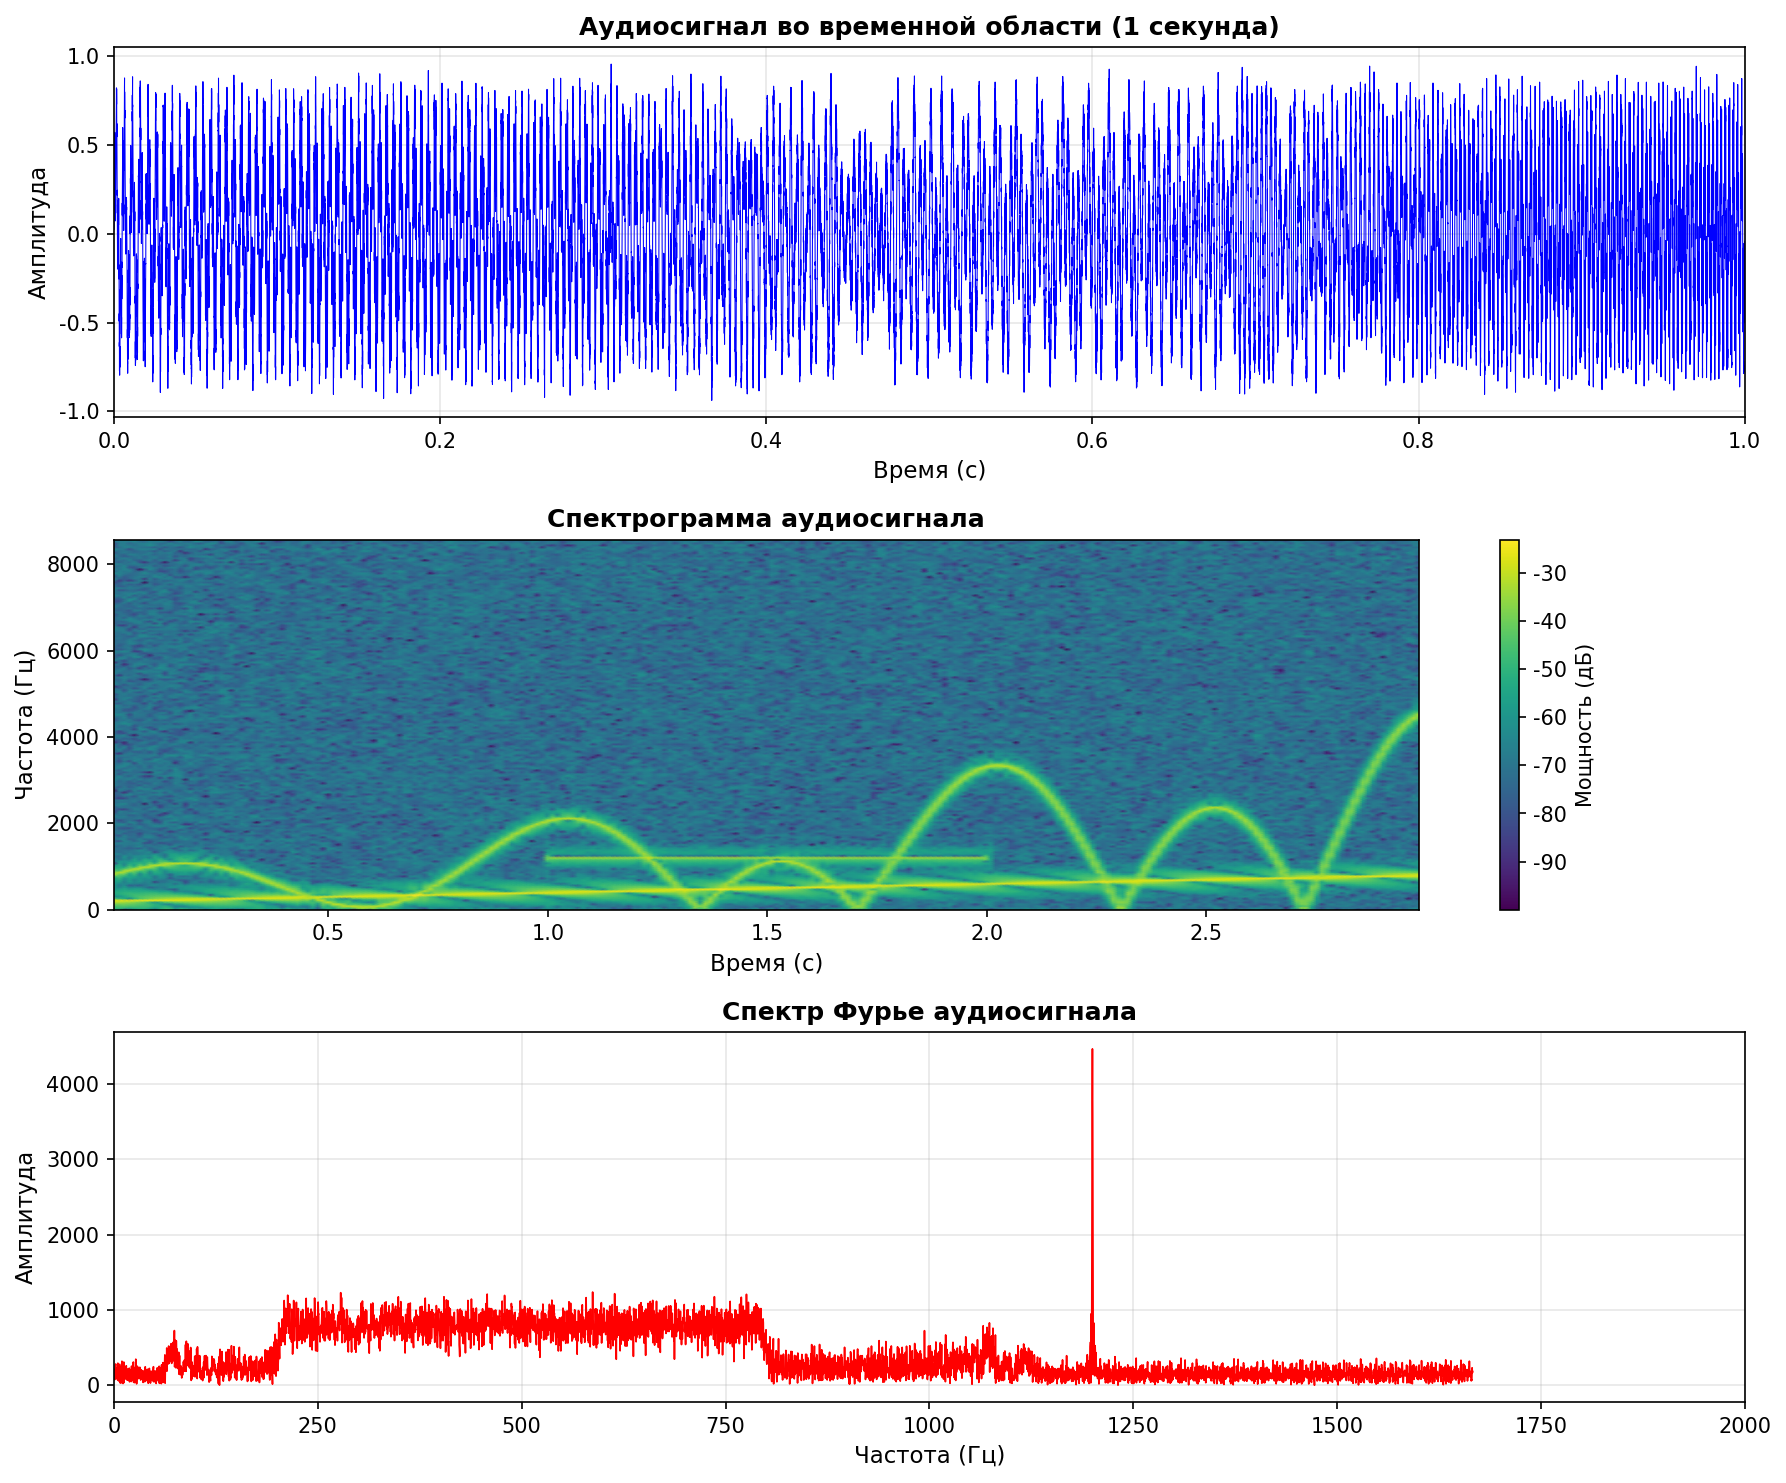 Аудиосигнал во временной области (1 секунда)
1.0
0.5
0.0
-0.5
-1.0
Амплитуда
0.0 0.2 0.4 0.6 0.8 1.0
Время (с)
Спектрограмма аудиосигнала
8000
6000
4000
2000
0
Частота (Гц)
0.5 1.0 1.5 2.0 2.5
Время (с)
-30
-40
-50
-60
-70
-80
-90
Мощность (дБ)
Спектр Фурье аудиосигнала
4000
3000
2000
1000
0
Амплитуда
0 250 500 750 1000 1250 1500 1750 2000
Частота (Гц)